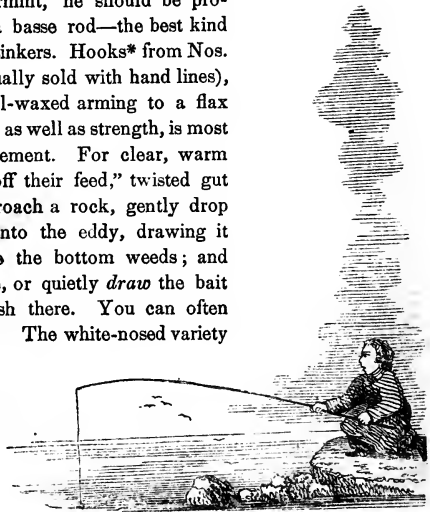 he should be pro-
basse rod—the best kind
inkers. Hooks* from Nos.
ually sold with hand lines),
l-waxed arming to a flax
as well as strength, is most
ement. For clear, warm
off their feed,” twisted gut
roach a rock, gently drop
nto the eddy, drawing it
the bottom weeds; and
, or quietly draw the bait
sh there. You can often
The white-nosed variety